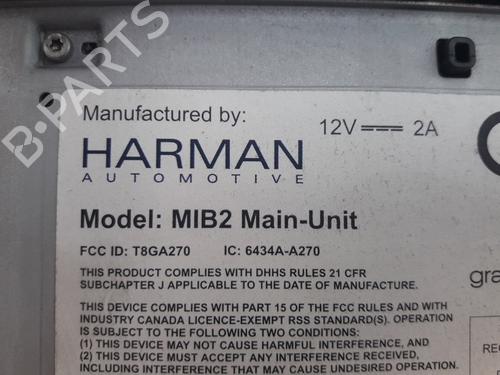 B-PARTS
Manufactured by:
12V 2A
HARMAN
AUTOMOTIVE
Model: MIB2 Main-Unit
FCC ID: T8GA270 IC: 6434A-A270
THIS PRODUCT COMPLIES WITH DHHS RULES 21 CFR
SUBCHAPTER J APPLICABLE TO THE DATE OF MANUFACTURE.
THIS DEVICE COMPLIES WITH PART 15 OF THE FCC RULES AND WITH
INDUSTRY CANADA LICENCE-EXEMPT RSS STANDARD(S). OPERATION
IS SUBJECT TO THE FOLLOWING TWO CONDITIONS:
(1) THIS DEVICE MAY NOT CAUSE HARMFUL INTERFERENCE, AND
(2) THIS DEVICE MUST ACCEPT ANY INTERFERENCE RECEIVED,
INCLUDING INTERFERENCE THAT MAY CAUSE UNDESIRED OPERATION.
gra
REC